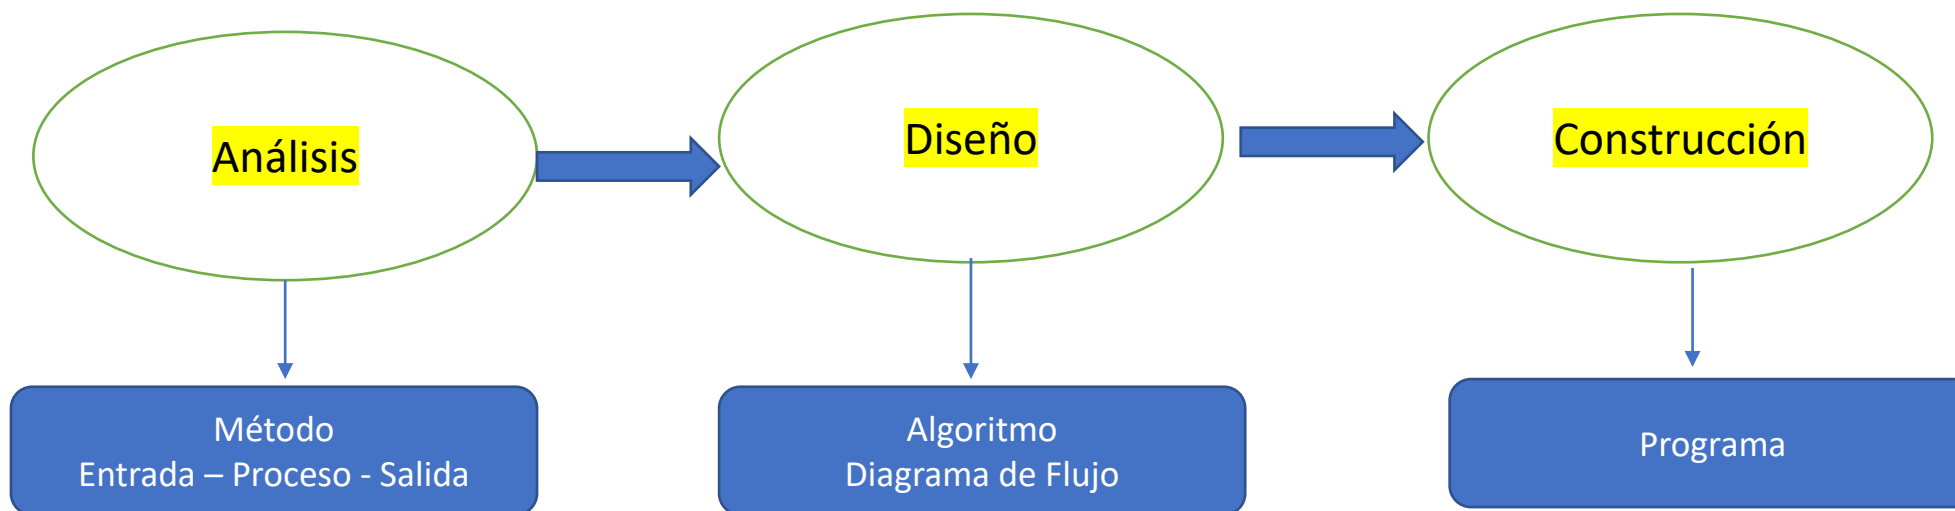 Análisis
Diseño
Construcción
Método
Entrada – Proceso - Salida
Algoritmo
Diagrama de Flujo
Programa